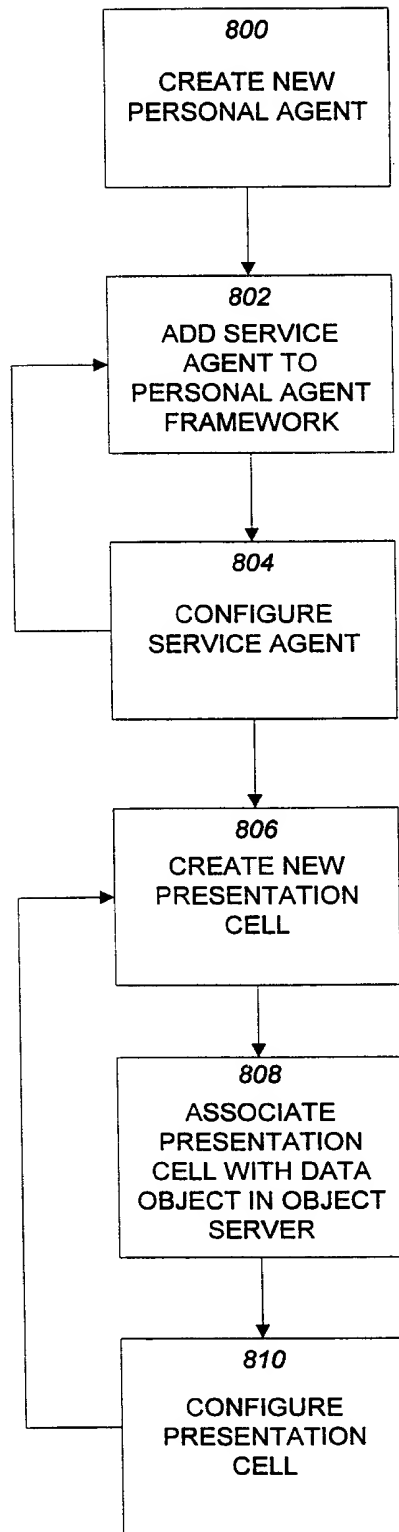 800
CREATE NEW
PERSONAL AGENT
802
ADD SERVICE
AGENT TO
PERSONAL AGENT
FRAMEWORK
804
CONFIGURE
SERVICE AGENT
806
CREATE NEW
PRESENTATION
CELL
808
ASSOCIATE
PRESENTATION
CELL WITH DATA
OBJECT IN OBJECT
SERVER
810
CONFIGURE
PRESENTATION
CELL